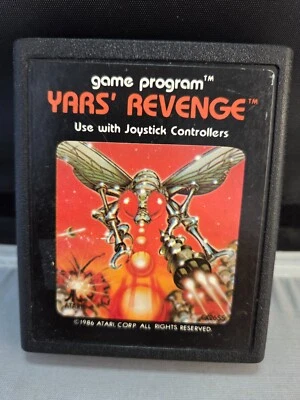 game program™
YARS' REVENGE™
Use with Joystick Controllers
©1986 ATARI CORP. ALL RIGHTS RESERVED.